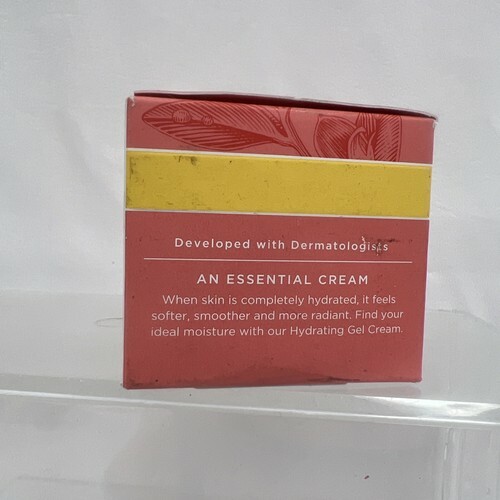 Developed with Dermatologists
AN ESSENTIAL CREAM
When skin is completely hydrated, it feels
softer, smoother and more radiant. Find your
ideal moisture with our Hydrating Gel Cream.